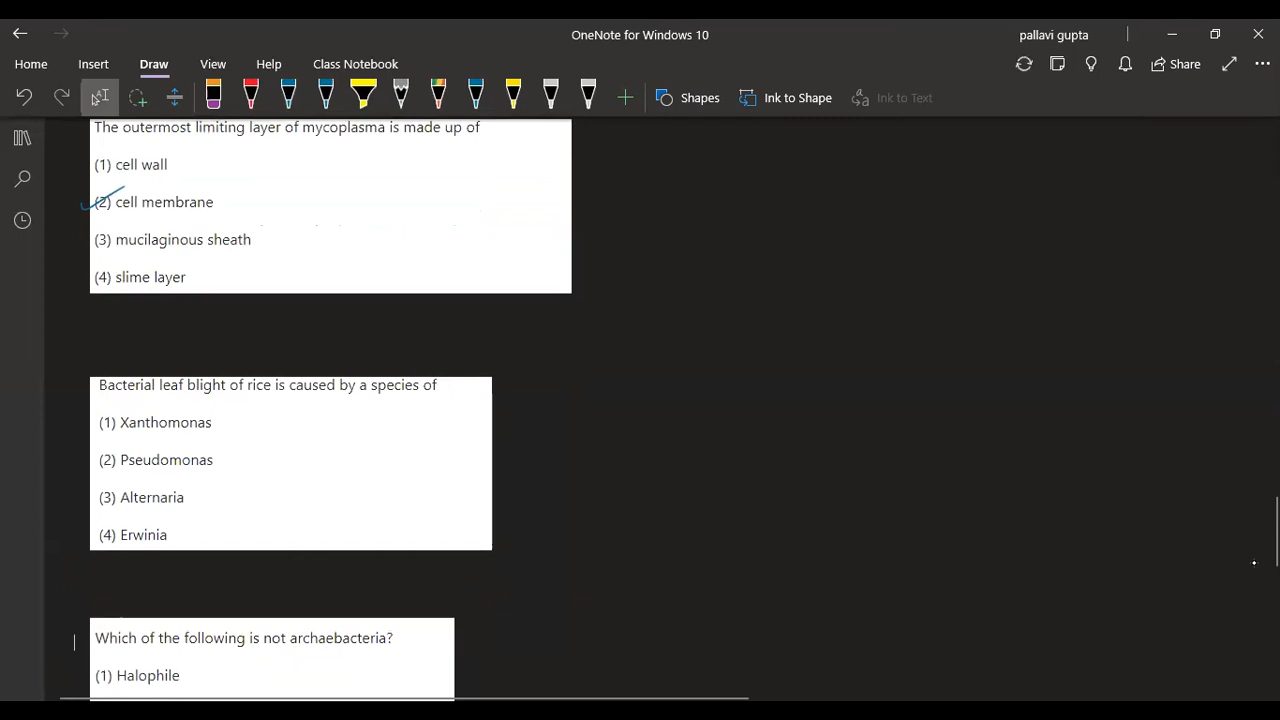 OneNote for Windows 10
pallavi gupta
Home Insert Draw View Help Class Notebook
Share
Shapes Ink to Shape Ink to Text
The outermost limiting layer of mycoplasma is made up of
(1) cell wall
(2) cell membrane
(3) mucilaginous sheath
(4) slime layer
Bacterial leaf blight of rice is caused by a species of
(1) Xanthomonas
(2) Pseudomonas
(3) Alternaria
(4) Erwinia
Which of the following is not archaebacteria?
(1) Halophile